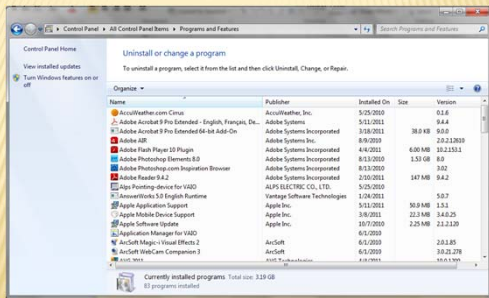 Control Panel ▸ All Control Panel Items ▸ Programs and Features
Search Programs and Features
Control Panel Home
View installed updates
Turn Windows features on or off
Uninstall or change a program
To uninstall a program, select it from the list and then click Uninstall, Change, or Repair.
Organize
Name Publisher Installed On Size Version
AccuWeather.com Cirrus AccuWeather, Inc. 5/25/2010 0.1.6
Adobe Acrobat 9 Pro Extended - English, Français, De... Adobe Systems 5/11/2011 9.4.4
Adobe Acrobat 9 Pro Extended 64-bit Add-On Adobe Systems Incorporated 3/18/2011 38.0 KB 9.0.0
Adobe AIR Adobe Systems Inc. 8/9/2010 2.0.2.12610
Adobe Flash Player 10 Plugin Adobe Systems Incorporated 4/4/2011 6.00 MB 10.2.153.1
Adobe Photoshop Elements 8.0 Adobe Systems Incorporated 8/13/2010 1.53 GB 8.0
Adobe Photoshop.com Inspiration Browser Adobe Systems Incorporated 8/13/2010 3.02
Adobe Reader 9.4.2 Adobe Systems Incorporated 2/10/2011 147 MB 9.4.2
Alps Pointing-device for VAIO ALPS ELECTRIC CO., LTD. 5/25/2010
AnswerWorks 5.0 English Runtime Vantage Software Technologies 1/24/2011 5.0.7
Apple Application Support Apple Inc. 5/11/2011 50.9 MB 1.5.1
Apple Mobile Device Support Apple Inc. 3/8/2011 22.3 MB 3.4.0.25
Apple Software Update Apple Inc. 10/7/2010 2.25 MB 2.1.2.120
Application Manager for VAIO 6/1/2010
ArcSoft Magic-i Visual Effects 2 ArcSoft 6/1/2010 2.0.1.85
ArcSoft WebCam Companion 3 ArcSoft 6/1/2010 3.0.21.278
AVG 2011 AVG Technologies
Currently installed programs Total size: 3.19 GB
83 programs installed